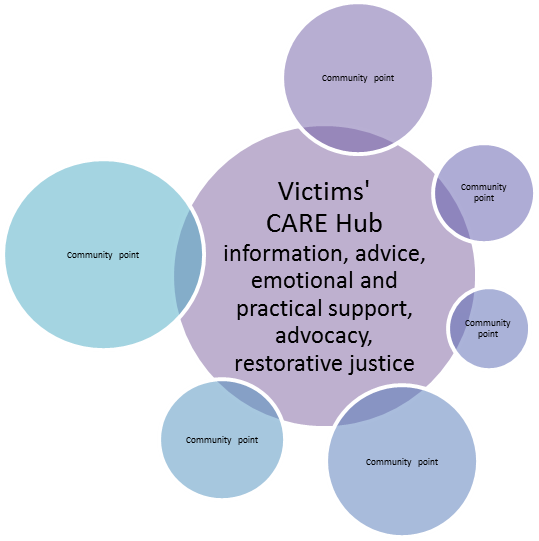 Community point
Community
point
Victims'
CARE Hub
information, advice,
emotional and
practical support,
advocacy,
restorative justice
Community point
Community
point
Community point
Community point